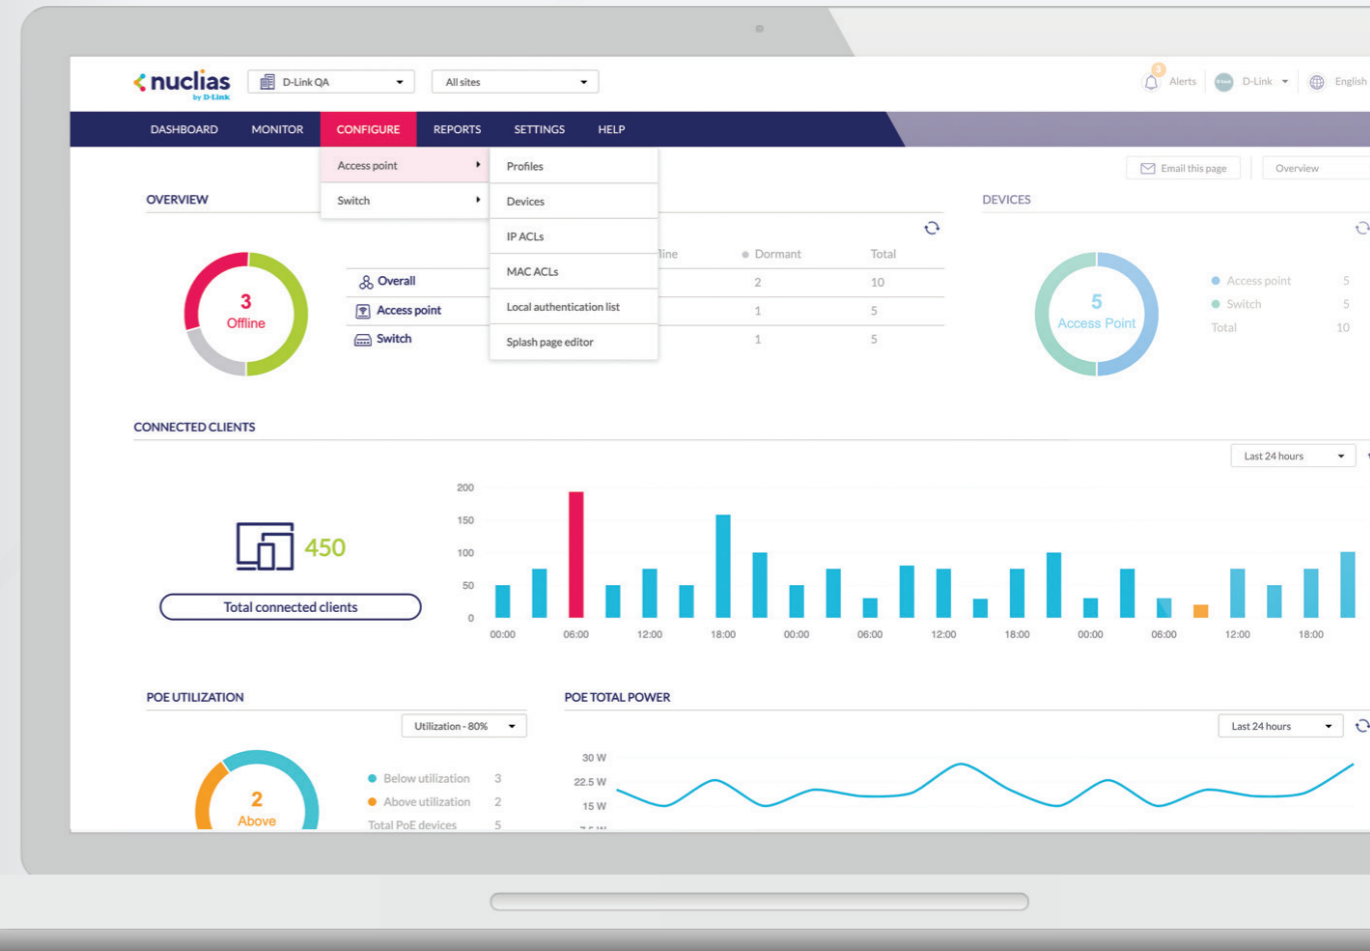 nuclias
by D-Link
D-Link QA
All sites
3
Alerts
D-Link
English
DASHBOARD MONITOR CONFIGURE REPORTS SETTINGS HELP
Access point
Switch
Profiles
Devices
IP ACLs
MAC ACLs
Local authentication list
Splash page editor
Email this page
Overview
OVERVIEW
3
Offline
Dormant Total
Overall 2 10
Access point 1 5
Switch 1 5
DEVICES
5
Access Point
Access point 5
Switch 5
Total 10
CONNECTED CLIENTS
Last 24 hours
450
Total connected clients
200
150
100
50
0
00:00 06:00 12:00 18:00 00:00 06:00 12:00 18:00 00:00 06:00 12:00 18:00
POE UTILIZATION
Utilization - 80%
2
Above
Below utilization 3
Above utilization 2
Total PoE devices 5
POE TOTAL POWER
Last 24 hours
30 W
22.5 W
15 W